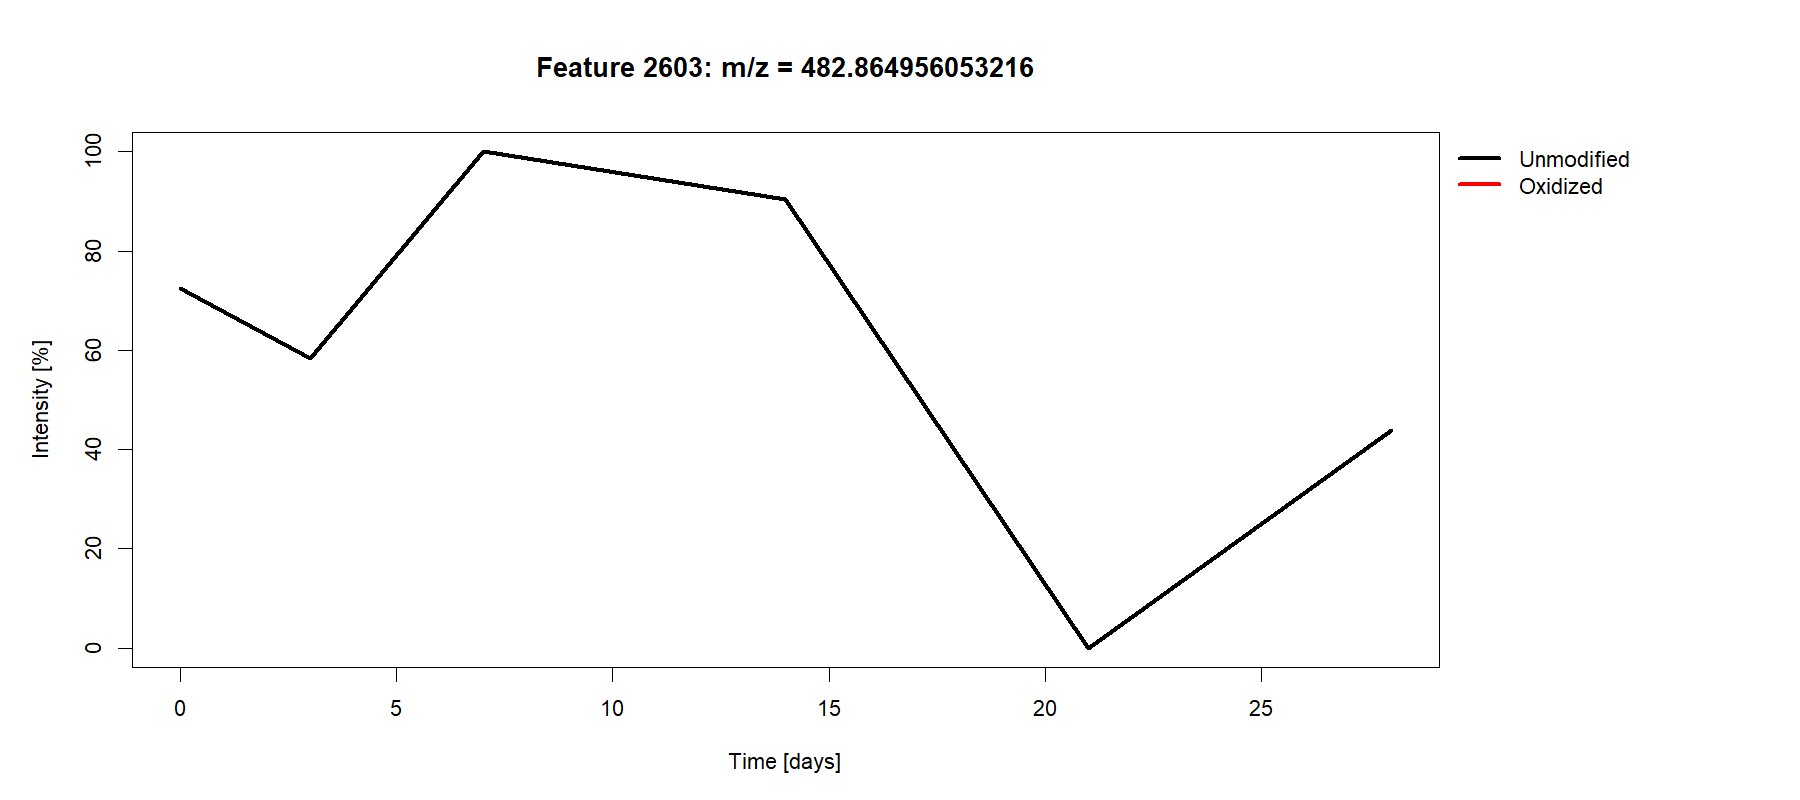 Feature 2603: m/z = 482.864956053216
Unmodified
Oxidized
Intensity [%]
100
80
60
40
20
0
0 5 10 15 20 25
Time [days]